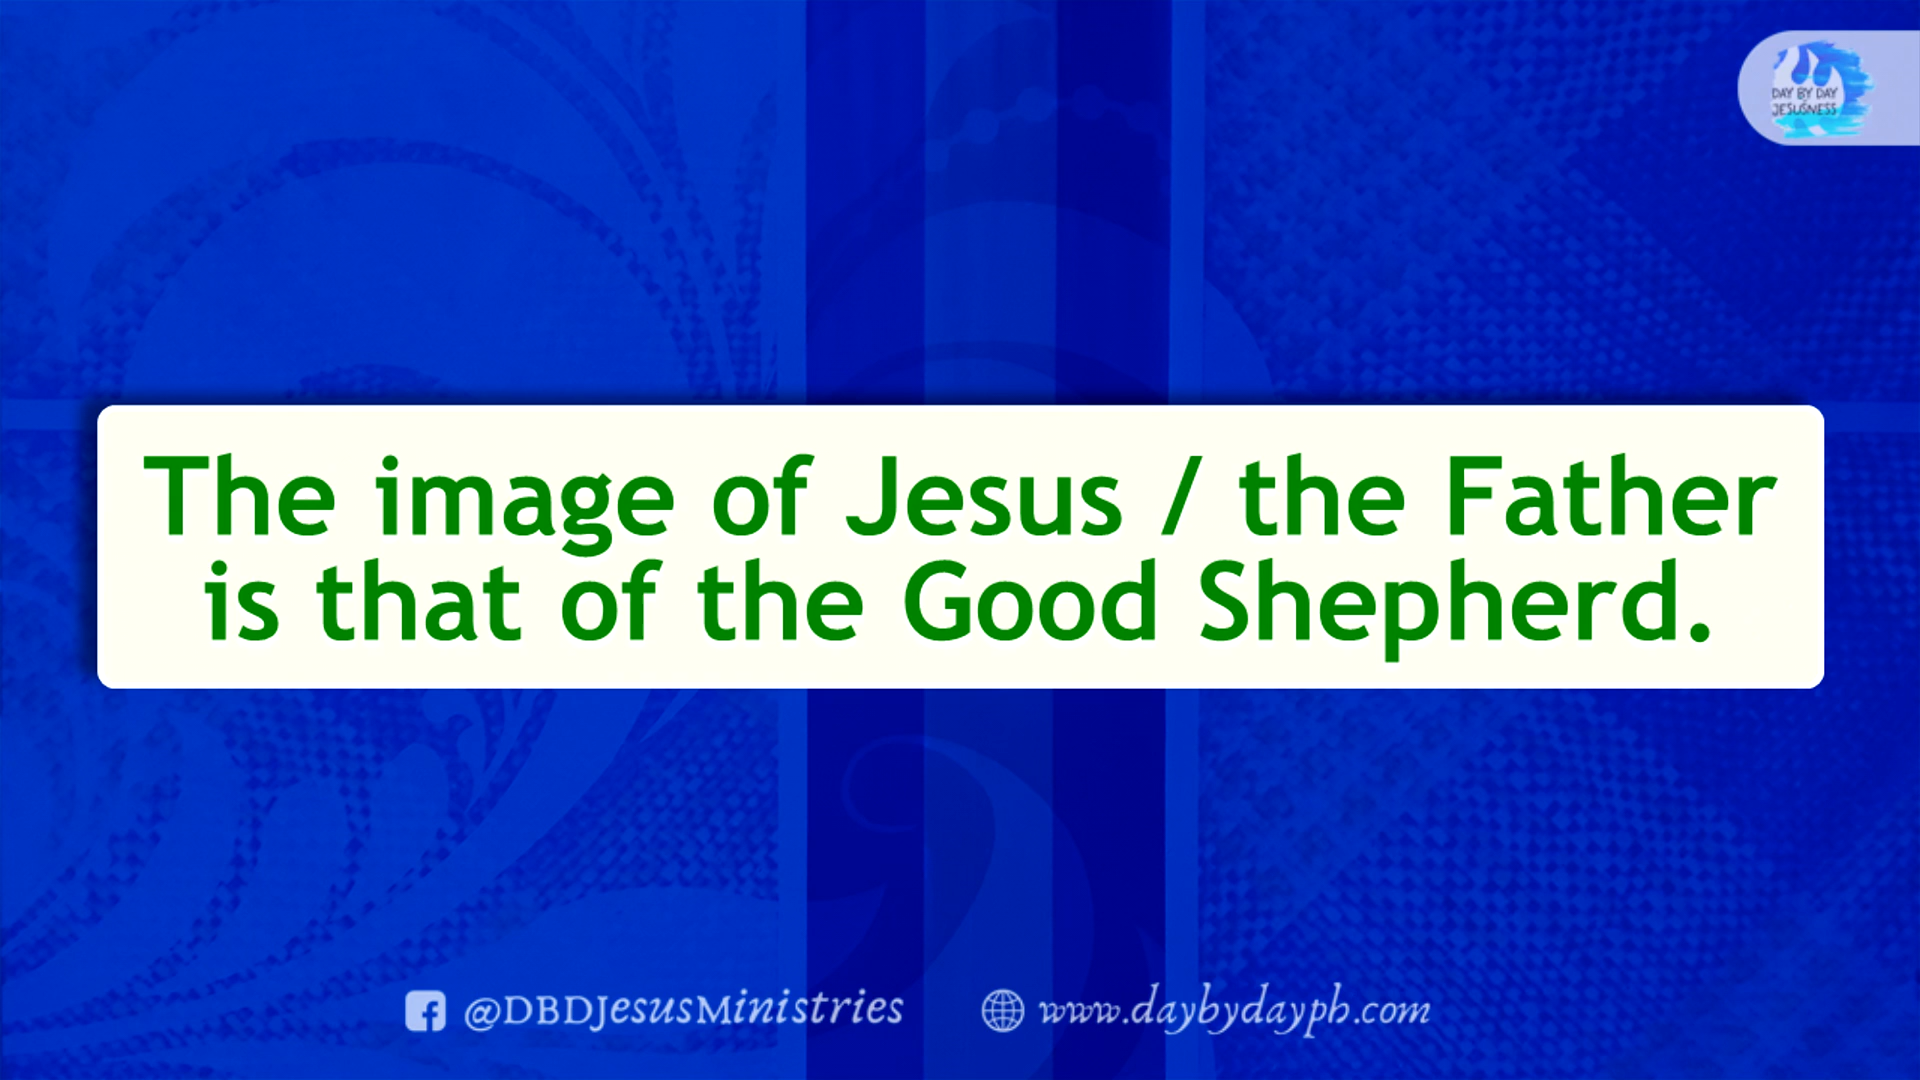 DAY BY DAY
JESUSNESS
The image of Jesus / the Father
is that of the Good Shepherd.
@DBDJesusMinistries
www.daybydayph.com